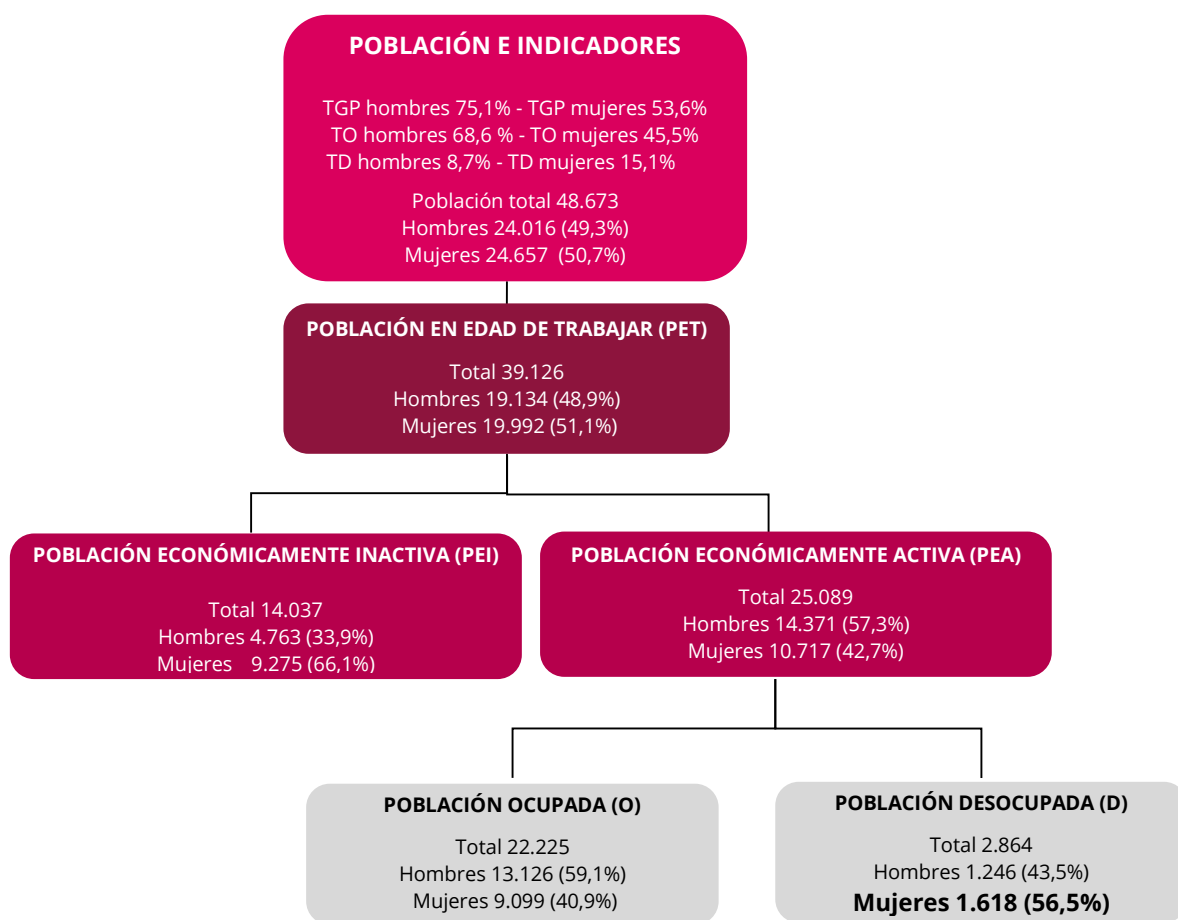 POBLACIÓN E INDICADORES
TGP hombres 75,1% - TGP mujeres 53,6%
TO hombres 68,6 % - TO mujeres 45,5%
TD hombres 8,7% - TD mujeres 15,1%
Población total 48.673
Hombres 24.016 (49,3%)
Mujeres 24.657 (50,7%)
POBLACIÓN EN EDAD DE TRABAJAR (PET)
Total 39.126
Hombres 19.134 (48,9%)
Mujeres 19.992 (51,1%)
POBLACIÓN ECONÓMICAMENTE INACTIVA (PEI)
Total 14.037
Hombres 4.763 (33,9%)
Mujeres 9.275 (66,1%)
POBLACIÓN ECONÓMICAMENTE ACTIVA (PEA)
Total 25.089
Hombres 14.371 (57,3%)
Mujeres 10.717 (42,7%)
POBLACIÓN OCUPADA (O)
Total 22.225
Hombres 13.126 (59,1%)
Mujeres 9.099 (40,9%)
POBLACIÓN DESOCUPADA (D)
Total 2.864
Hombres 1.246 (43,5%)
Mujeres 1.618 (56,5%)